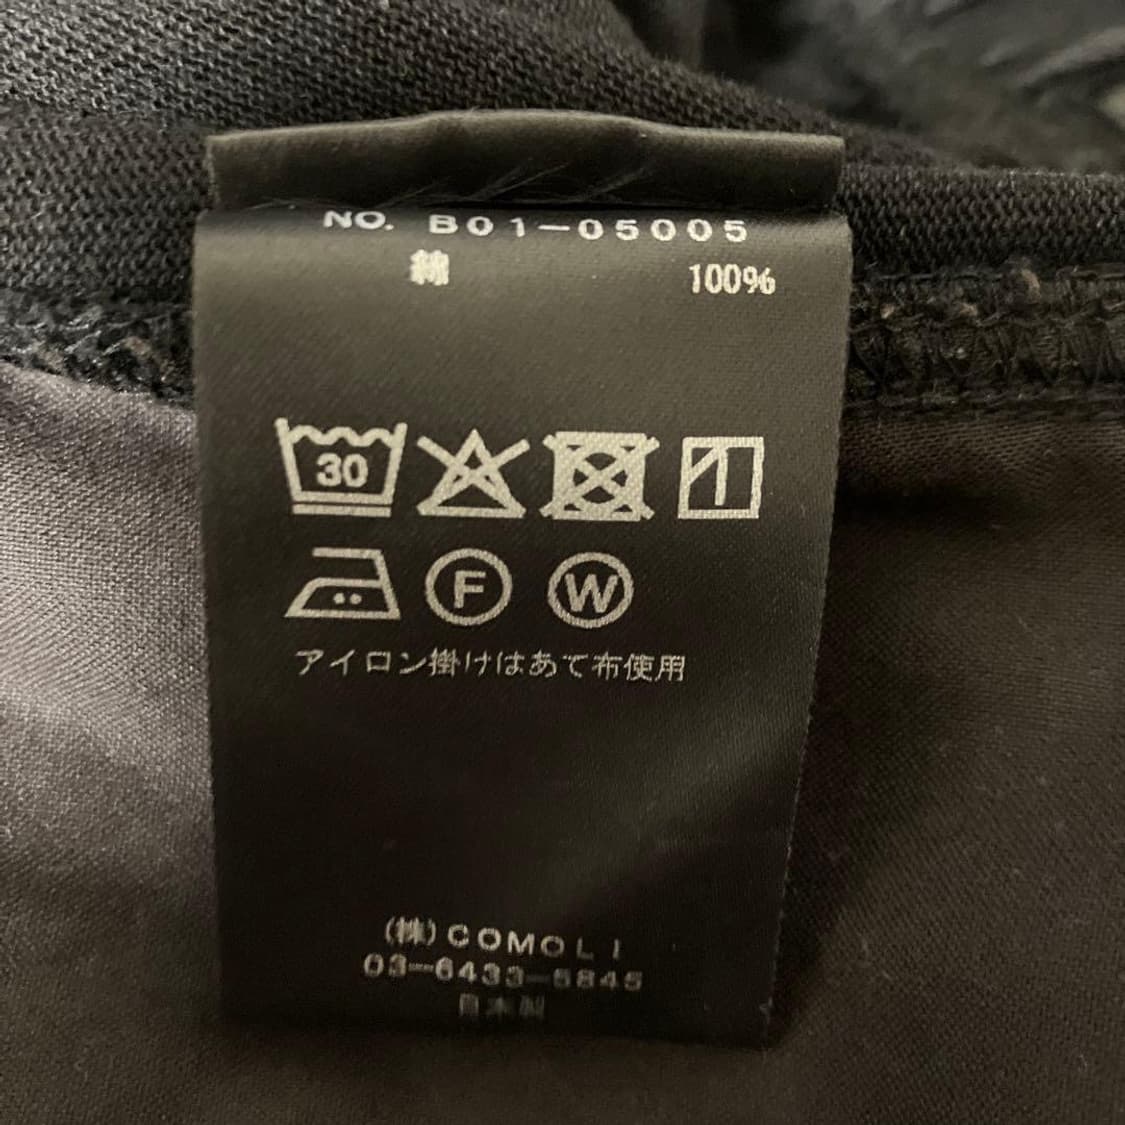 NO. B01-05005
綿 100%
30
F W
アイロン掛けはあて布使用
(株)COMOLI
03-6433-5845
日本製